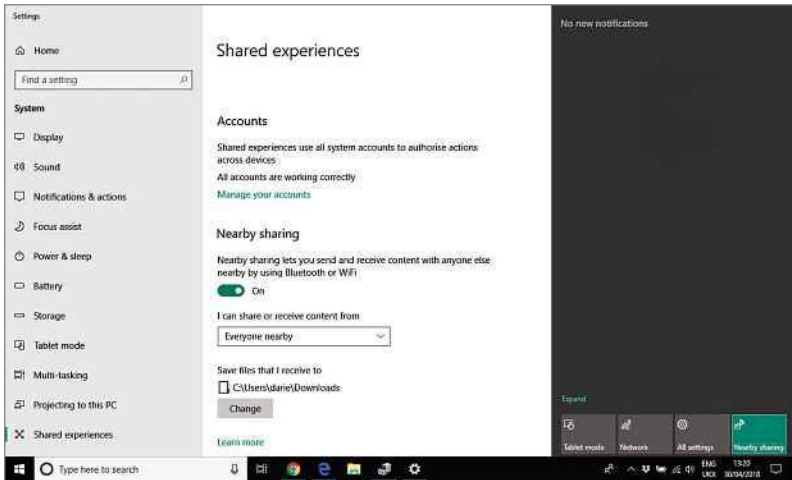 Settings
Home
Find a setting
System
Display
Sound
Notifications & actions
Focus assist
Power & sleep
Battery
Storage
Tablet mode
Multi-tasking
Projecting to this PC
Shared experiences
Shared experiences
Accounts
Shared experiences use all system accounts to authorise actions
across devices
All accounts are working correctly
Manage your accounts
Nearby sharing
Nearby sharing lets you send and receive content with anyone else
nearby by using Bluetooth or WiFi
On
I can share or receive content from
Everyone nearby
Save files that I receive to
C:\Users\darie\Downloads
Change
Learn more
No new notifications
Expand
Tablet mode
Network
All settings
Nearby sharing
Type here to search
ENG
UKX
13:20
30/04/2018